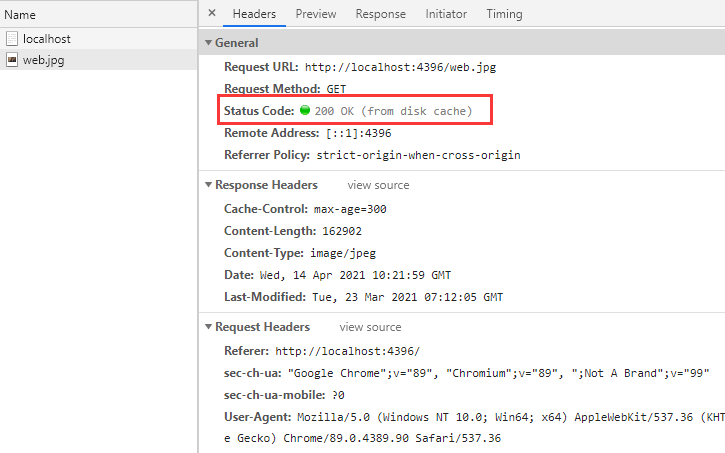 Name
localhost
web.jpg
× Headers Preview Response Initiator Timing
▼ General
Request URL: http://localhost:4396/web.jpg
Request Method: GET
Status Code: 200 OK (from disk cache)
Remote Address: [::1]:4396
Referrer Policy: strict-origin-when-cross-origin
▼ Response Headers view source
Cache-Control: max-age=300
Content-Length: 162902
Content-Type: image/jpeg
Date: Wed, 14 Apr 2021 10:21:59 GMT
Last-Modified: Tue, 23 Mar 2021 07:12:05 GMT
▼ Request Headers view source
Referer: http://localhost:4396/
sec-ch-ua: "Google Chrome";v="89", "Chromium";v="89", ";Not A Brand";v="99"
sec-ch-ua-mobile: ?0
User-Agent: Mozilla/5.0 (Windows NT 10.0; Win64; x64) AppleWebKit/537.36 (KHT
e Gecko) Chrome/89.0.4389.90 Safari/537.36